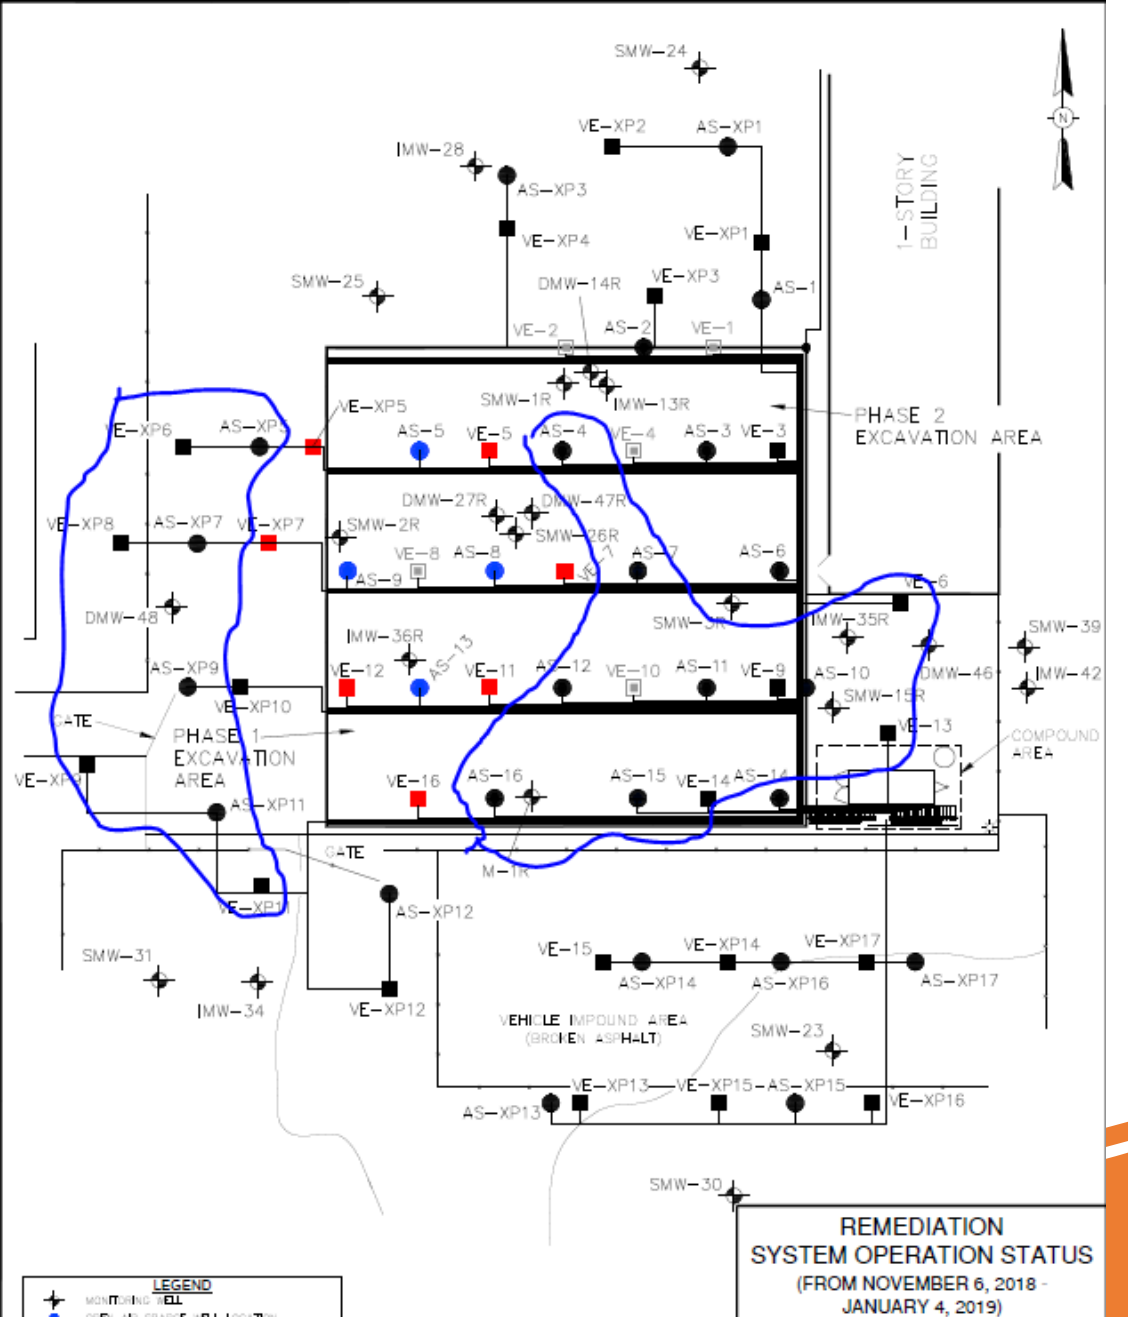 SMW-24
VE-XP2
AS-XP1
N
IMW-28
AS-XP3
1-STORY
BUILDING
VE-XP4
VE-XP1
SMW-25
DMW-14R
VE-XP3
AS-1
VE-2
AS-2
VE-1
SMW-1R
IMW-13R
VE-XP5
PHASE 2
EXCAVATION AREA
VE-XP6
AS-XP5
AS-5
VE-5
AS-4
VE-4
AS-3
VE-3
DMW-27R
DMW-47R
VE-XP8
AS-XP7
VE-XP7
SMW-2R
SMW-26R
VE-8
AS-8
VE-7
AS-7
AS-6
AS-9
VE-6
DMW-48
SMW-3R
IMW-35R
SMW-39
IMW-36R
AS-13
AS-XP9
VE-12
VE-11
AS-12
VE-10
AS-11
VE-9
AS-10
DMW-46
IMW-42
VE-XP10
SMW-15R
GATE
PHASE 1
EXCAVATION
AREA
VE-13
COMPOUND
AREA
VE-XP9
VE-16
AS-16
AS-15
VE-14
AS-14
AS-XP11
GATE
M-1R
VE-XP11
AS-XP12
SMW-31
VE-15
VE-XP14
VE-XP17
AS-XP14
AS-XP16
AS-XP17
IMW-34
VE-XP12
VEHICLE IMPOUND AREA
(BROKEN ASPHALT)
SMW-23
VE-XP13
VE-XP15
AS-XP15
VE-XP16
AS-XP13
SMW-30
REMEDIATION
SYSTEM OPERATION STATUS
(FROM NOVEMBER 6, 2018 -
JANUARY 4, 2019)
LEGEND
MONITORING WELL